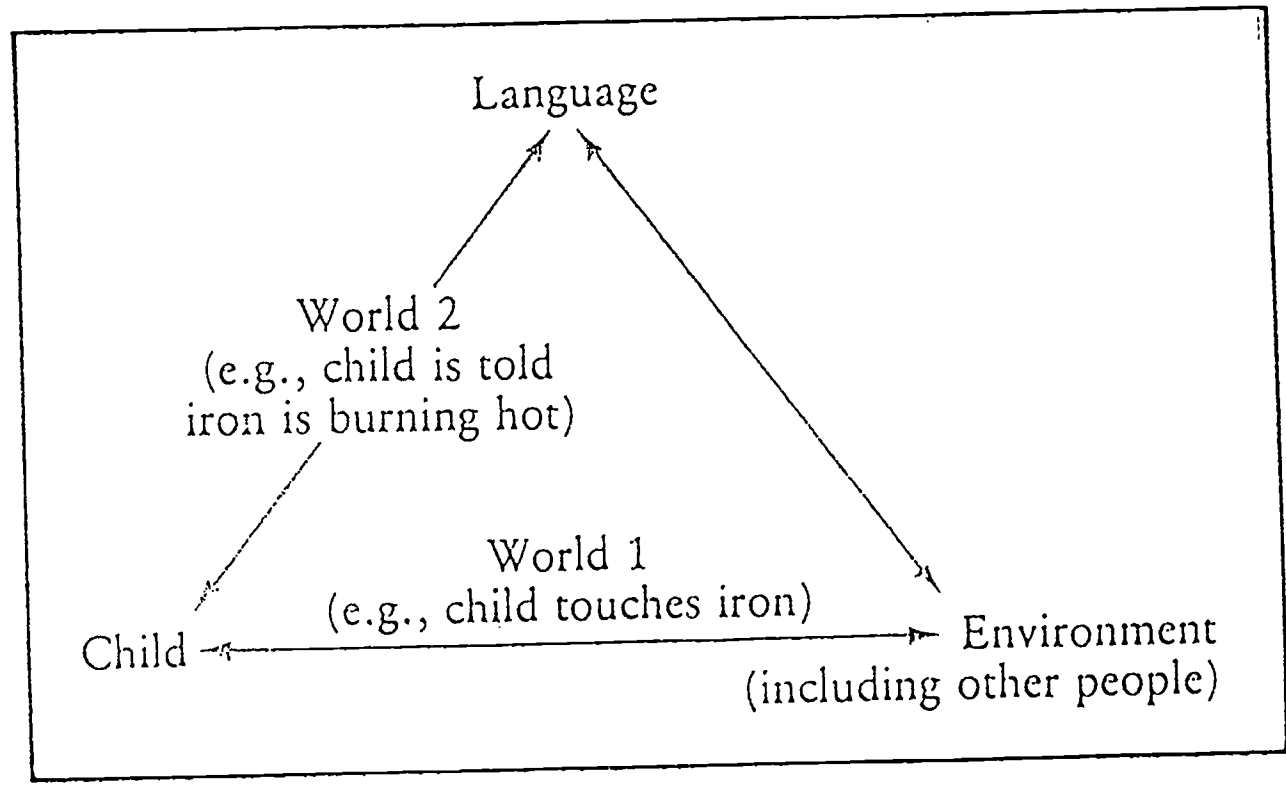 Language
World 2
(e.g., child is told
iron is burning hot)
World 1
(e.g., child touches iron)
Child
Environment
(including other people)